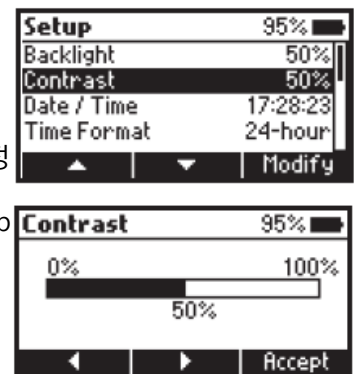 Setup 95%
Backlight 50%
Contrast 50%
Date / Time 17:28:23
Time Format 24-hour
Modify
Contrast 95%
0% 100%
50%
Accept